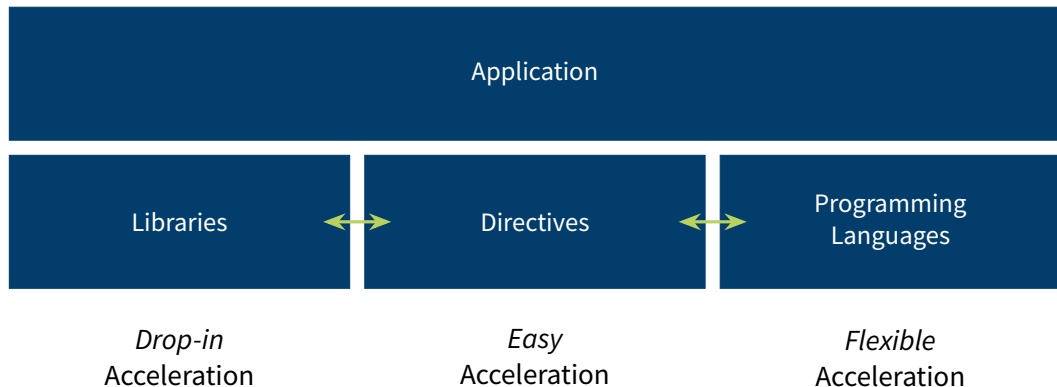 Application
Libraries
Directives
Programming
Languages
Drop-in
Acceleration
Easy
Acceleration
Flexible
Acceleration